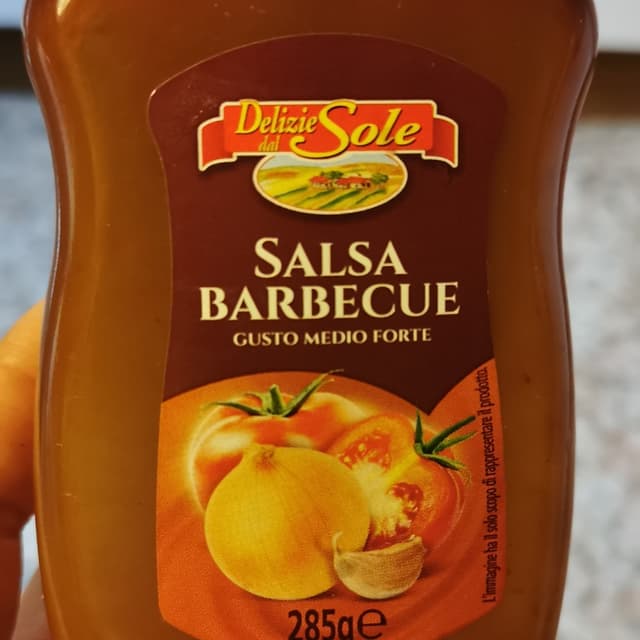 Delizie
dal Sole
SALSA
BARBECUE
GUSTO MEDIO FORTE
L'immagine ha il solo scopo di rappresentare il prodotto.
285g e